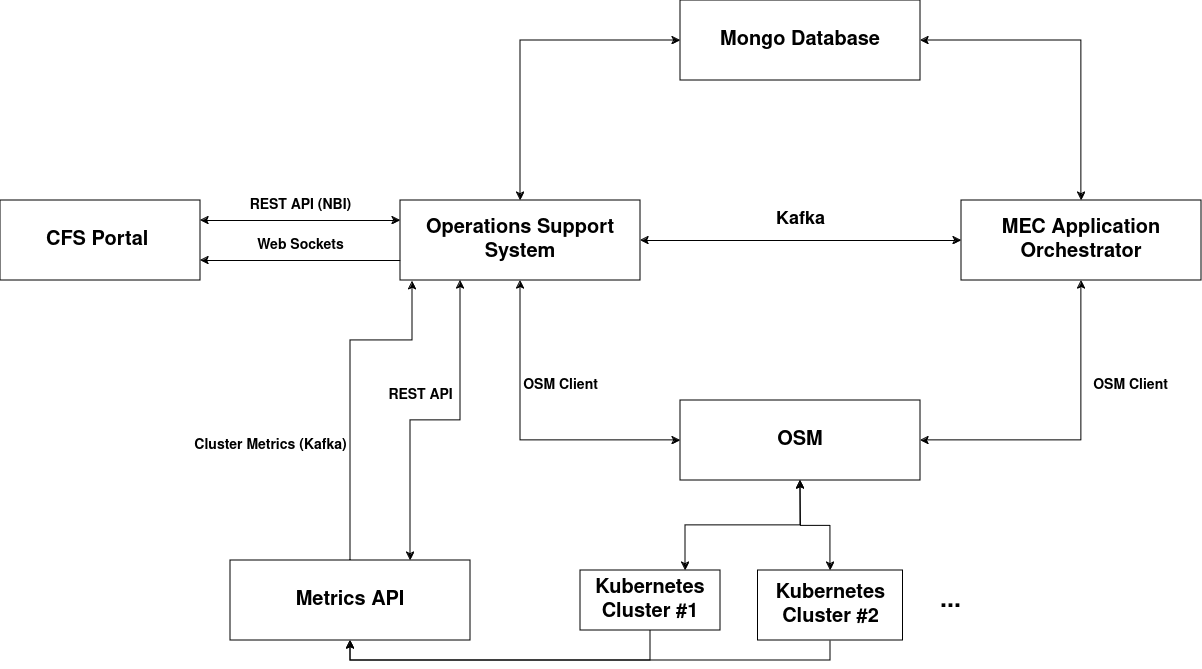 Mongo Database
REST API (NBI)
CFS Portal
Web Sockets
Operations Support
System
Kafka
MEC Application
Orchestrator
REST API
OSM Client
OSM Client
Cluster Metrics (Kafka)
OSM
Metrics API
Kubernetes
Cluster #1
Kubernetes
Cluster #2
...